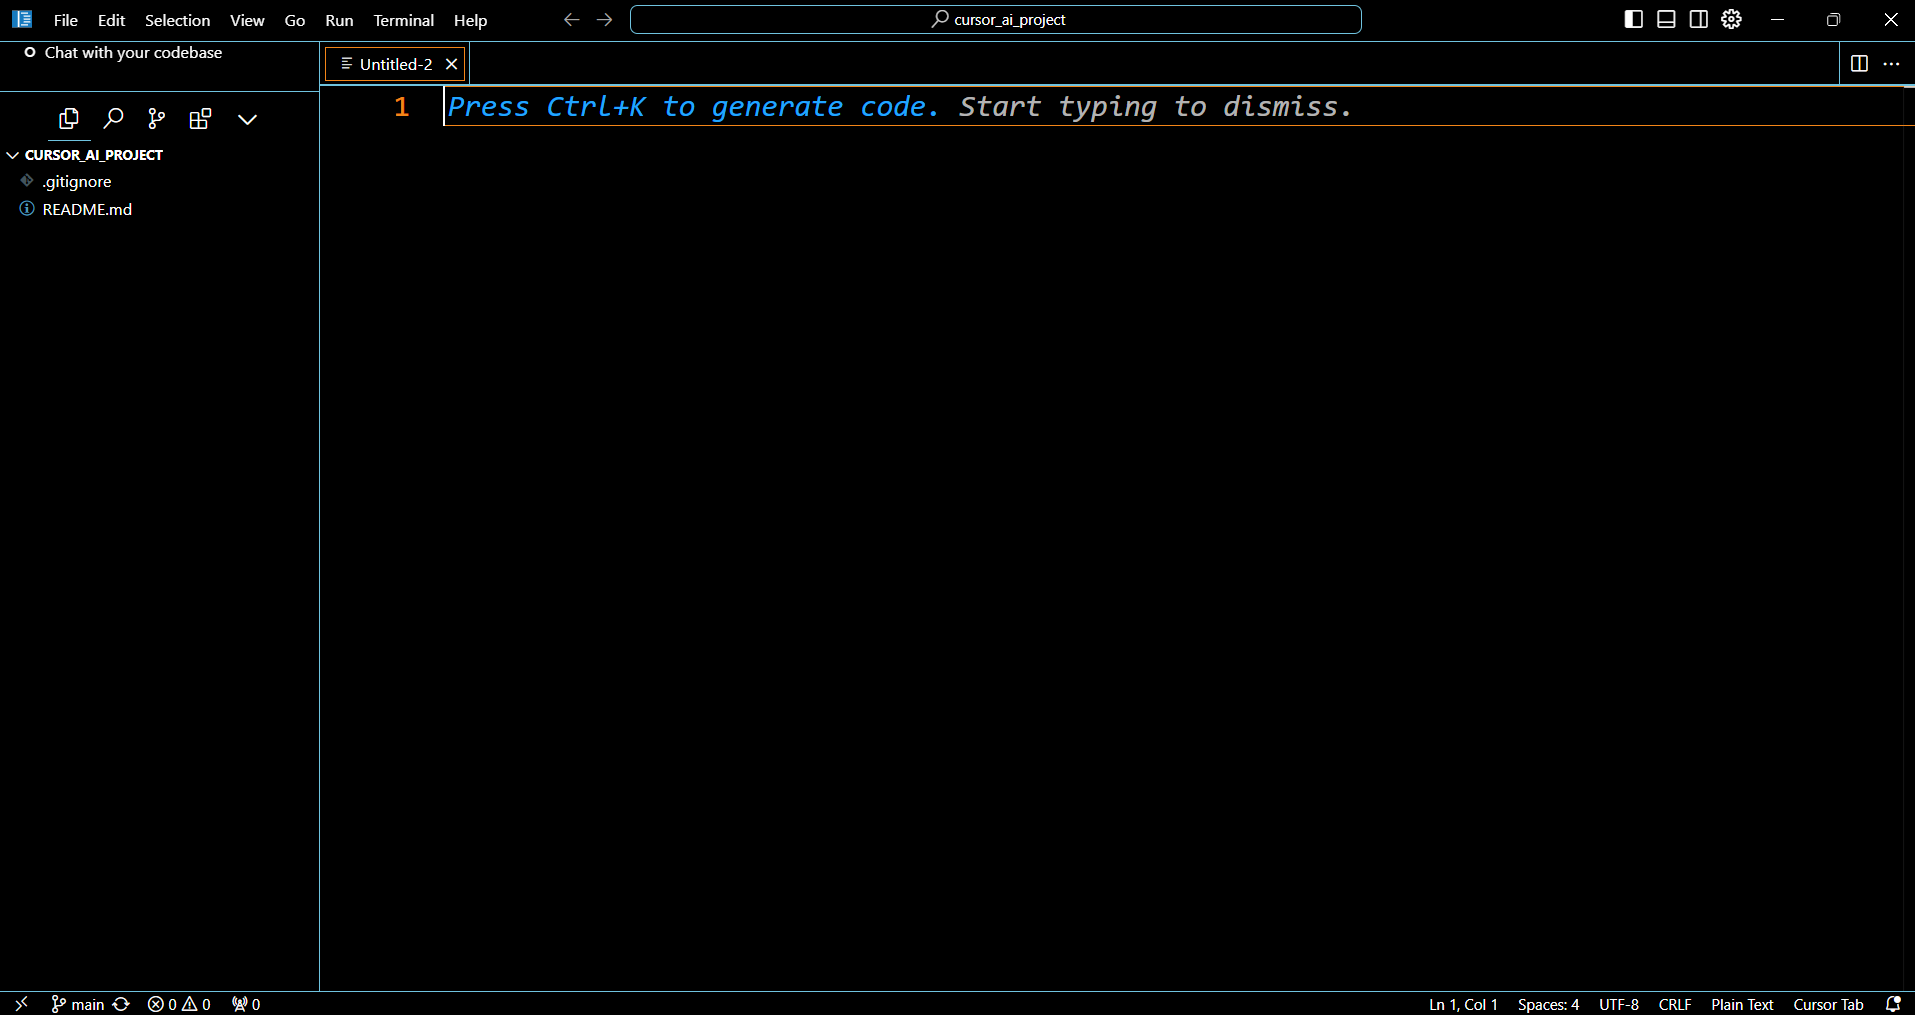 File Edit Selection View Go Run Terminal Help cursor_ai_project
Chat with your codebase
Untitled-2
1 Press Ctrl+K to generate code. Start typing to dismiss.
CURSOR_AI_PROJECT
.gitignore
README.md
main 0 0 0 Ln 1, Col 1 Spaces: 4 UTF-8 CRLF Plain Text Cursor Tab